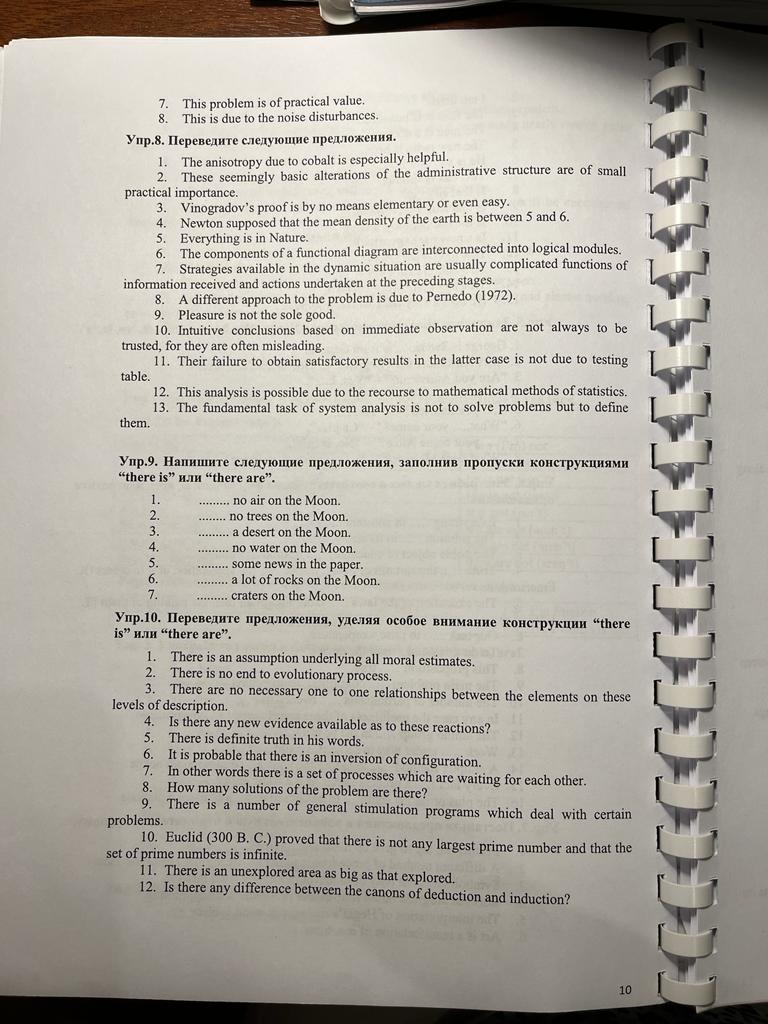 7. This problem is of practical value.
8. This is due to the noise disturbances.
Упр.8. Переведите следующие предложения.
1. The anisotropy due to cobalt is especially helpful.
2. These seemingly basic alterations of the administrative structure are of small
practical importance.
3. Vinogradov's proof is by no means elementary or even easy.
4. Newton supposed that the mean density of the earth is between 5 and 6.
5. Everything is in Nature.
6. The components of a functional diagram are interconnected into logical modules.
7. Strategies available in the dynamic situation are usually complicated functions of
information received and actions undertaken at the preceding stages.
8. A different approach to the problem is due to Pernedo (1972).
9. Pleasure is not the sole good.
10. Intuitive conclusions based on immediate observation are not always to be
trusted, for they are often misleading.
11. Their failure to obtain satisfactory results in the latter case is not due to testing
table.
12. This analysis is possible due to the recourse to mathematical methods of statistics.
13. The fundamental task of system analysis is not to solve problems but to define
them.
Упр.9. Напишите следующие предложения, заполнив пропуски конструкциями
“there is” или “there are”.
1. ......... no air on the Moon.
2. ........ no trees on the Moon.
3. ......... a desert on the Moon.
4. ......... no water on the Moon.
5. ......... some news in the paper.
6. ......... a lot of rocks on the Moon.
7. ......... craters on the Moon.
Упр.10. Переведите предложения, уделяя особое внимание конструкции “there
is” или “there are”.
1. There is an assumption underlying all moral estimates.
2. There is no end to evolutionary process.
3. There are no necessary one to one relationships between the elements on these
levels of description.
4. Is there any new evidence available as to these reactions?
5. There is definite truth in his words.
6. It is probable that there is an inversion of configuration.
7. In other words there is a set of processes which are waiting for each other.
8. How many solutions of the problem are there?
9. There is a number of general stimulation programs which deal with certain
problems.
10. Euclid (300 B. C.) proved that there is not any largest prime number and that the
set of prime numbers is infinite.
11. There is an unexplored area as big as that explored.
12. Is there any difference between the canons of deduction and induction?
10